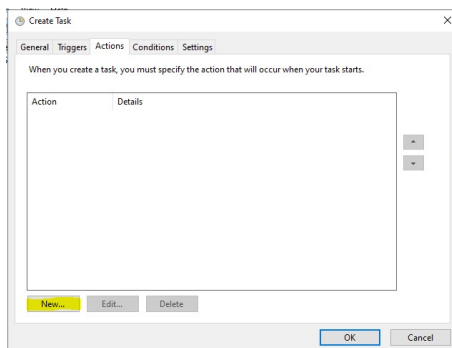 Create Task
General Triggers Actions Conditions Settings
When you create a task, you must specify the action that will occur when your task starts.
Action Details
New... Edit... Delete
OK Cancel